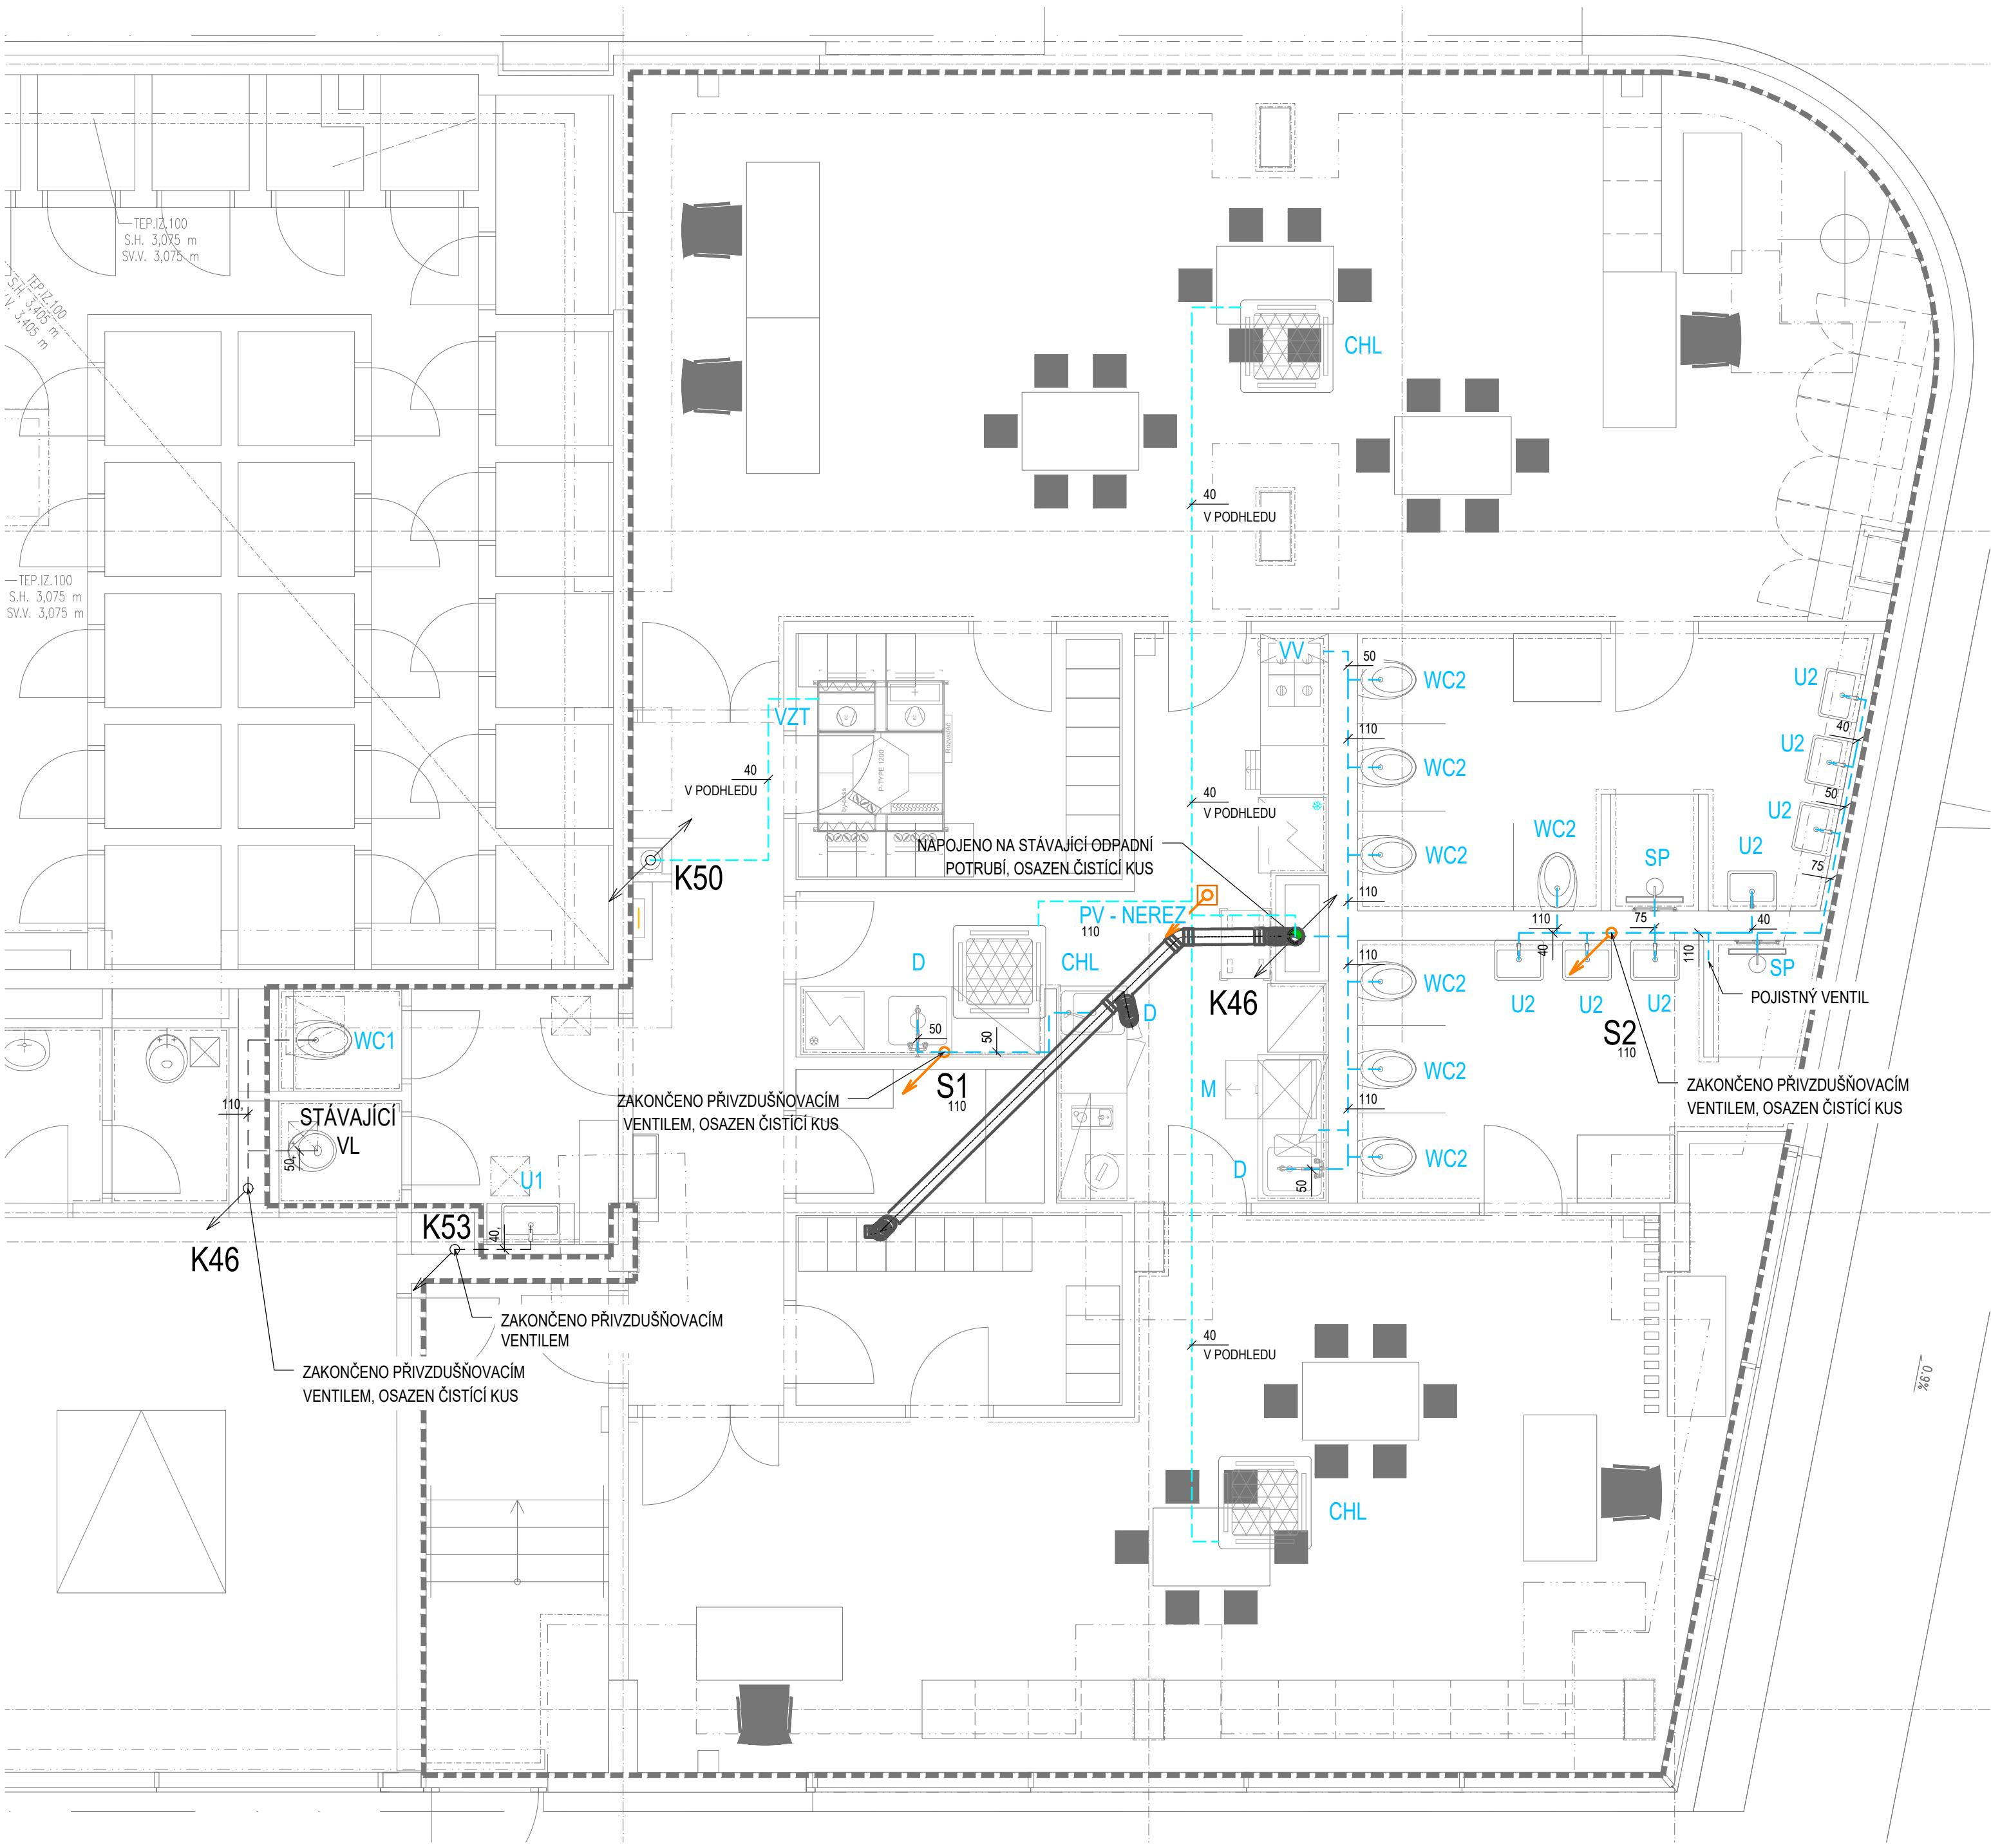 TEP.IZ.100
S.H. 3,075 m
SV.V. 3,075 m
TEP.IZ.100
S.H. 3,405 m
V. 3,405 m
CHL
40
V PODHLEDU
TEP.IZ.100
S.H. 3,075 m
SV.V. 3,075 m
VV
50
WC2
U2
VZT
Rozvaděč
P-TYPE 1200
by-pass
110
WC2
U2
40
40
V PODHLEDU
40
V PODHLEDU
50
U2
NAPOJENO NA STÁVAJÍCÍ ODPADNÍ
POTRUBÍ, OSAZEN ČISTÍCÍ KUS
WC2
WC2
SP
U2
75
K50
110
PV - NEREZ
110
110
75
40
40
110
D
CHL
110
WC2
SP
K46
D
U2
U2
U2
POJISTNÝ VENTIL
50
50
S2
110
WC1
S1
110
ZAKONČENO PŘIVZDUŠŇOVACÍM
VENTILEM, OSAZEN ČISTÍCÍ KUS
M
WC2
110
ZAKONČENO PŘIVZDUŠŇOVACÍM
VENTILEM, OSAZEN ČISTÍCÍ KUS
110
STÁVAJÍCÍ
VL
50
U1
D
50
WC2
K53
40
K46
ZAKONČENO PŘIVZDUŠŇOVACÍM
VENTILEM
40
V PODHLEDU
ZAKONČENO PŘIVZDUŠŇOVACÍM
VENTILEM, OSAZEN ČISTÍCÍ KUS
0.9%
CHL